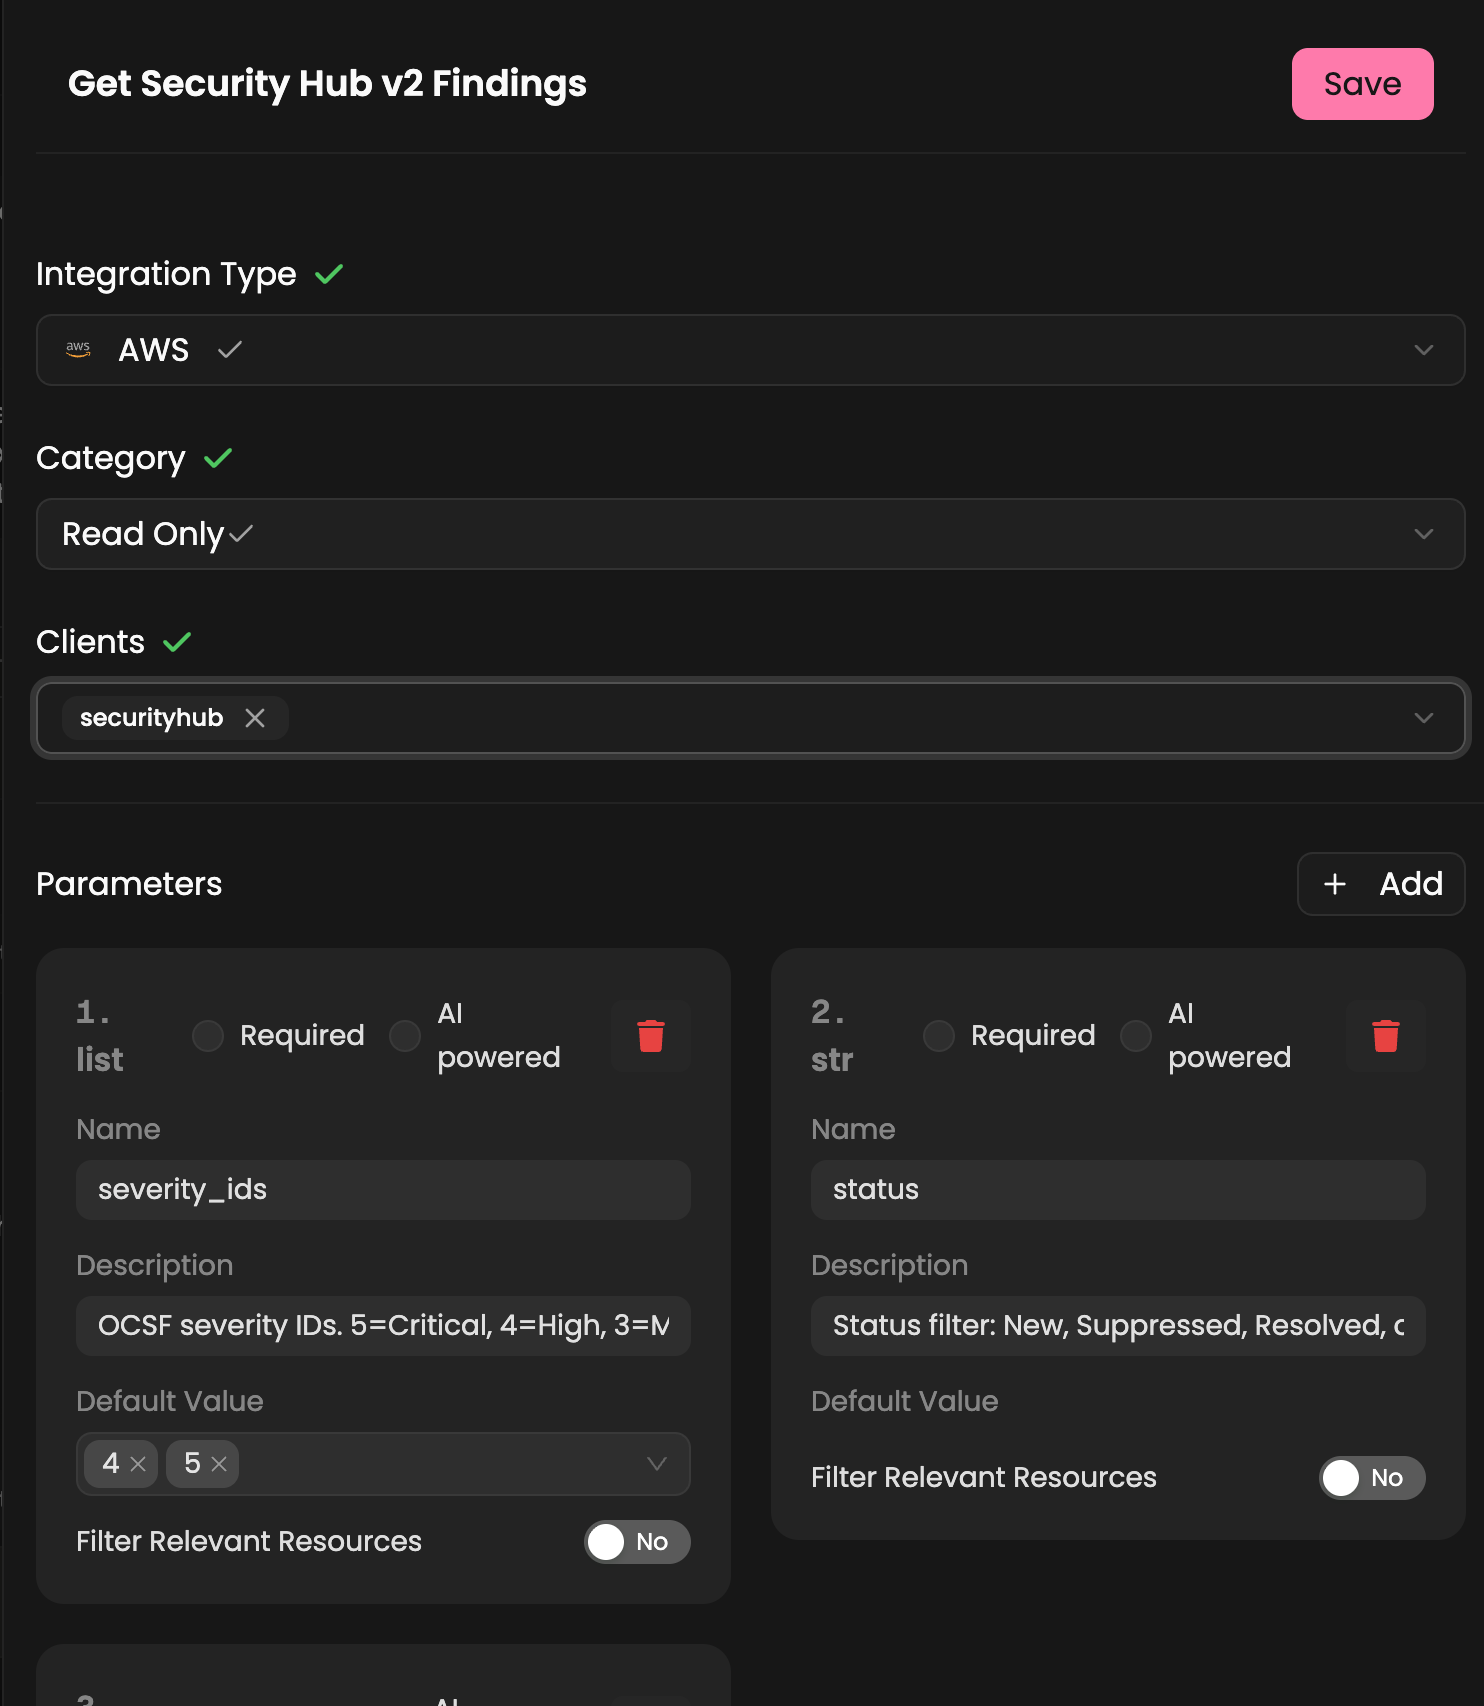 Get Security Hub v2 Findings
Save
Integration Type
aws AWS
Category
Read Only
Clients
securityhub
Parameters
+ Add
1. list
Required
AI powered
Name
severity_ids
Description
OCSF severity IDs. 5=Critical, 4=High, 3=M
Default Value
4 5
Filter Relevant Resources No
2. str
Required
AI powered
Name
status
Description
Status filter: New, Suppressed, Resolved,
Default Value
Filter Relevant Resources No